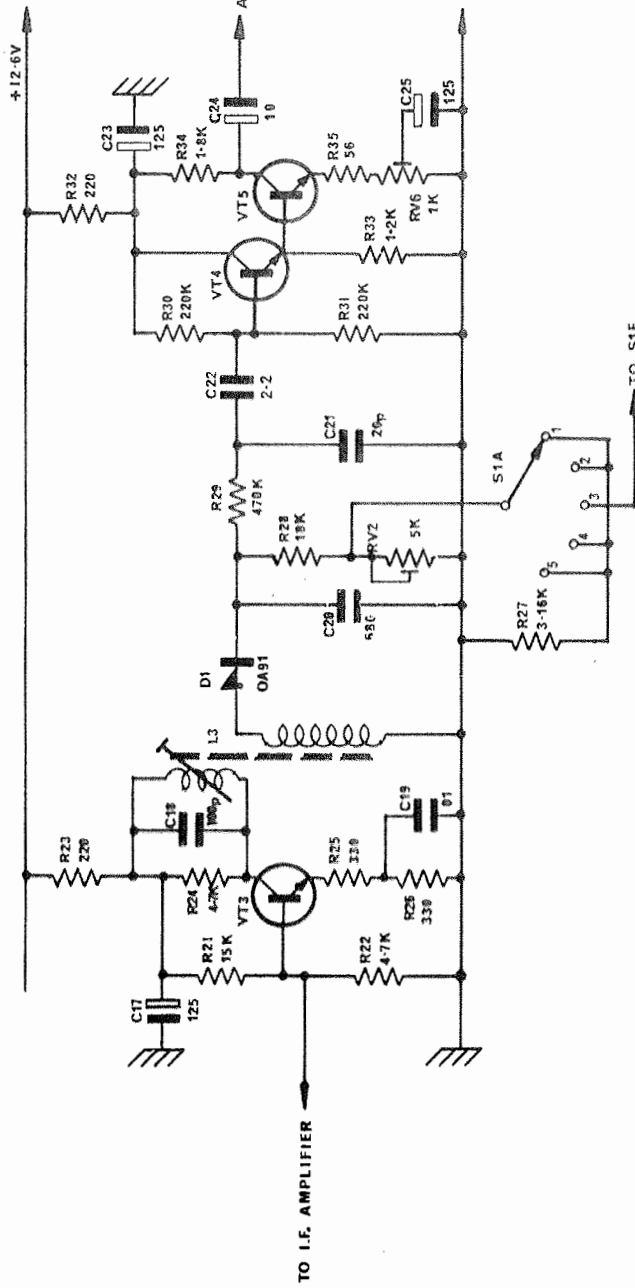 +12·6V
R32
220
C23
125
R34
1·8K
C24
10
A
VT5
R35
56
C25
125
RV6
1K
VT4
R33
1·2K
R30
220K
R31
220K
C22
2·2
C21
20p
R29
470K
R28
18K
RV2
5K
S1A
1
2
3
4
5
TO S1F
R27
3·16K
C20
680
D1
OA91
L3
C18
100p
R23
220
R24
4·7K
VT3
R25
330
C19
·01
R26
330
R21
15K
R22
4·7K
C17
125
TO I.F. AMPLIFIER